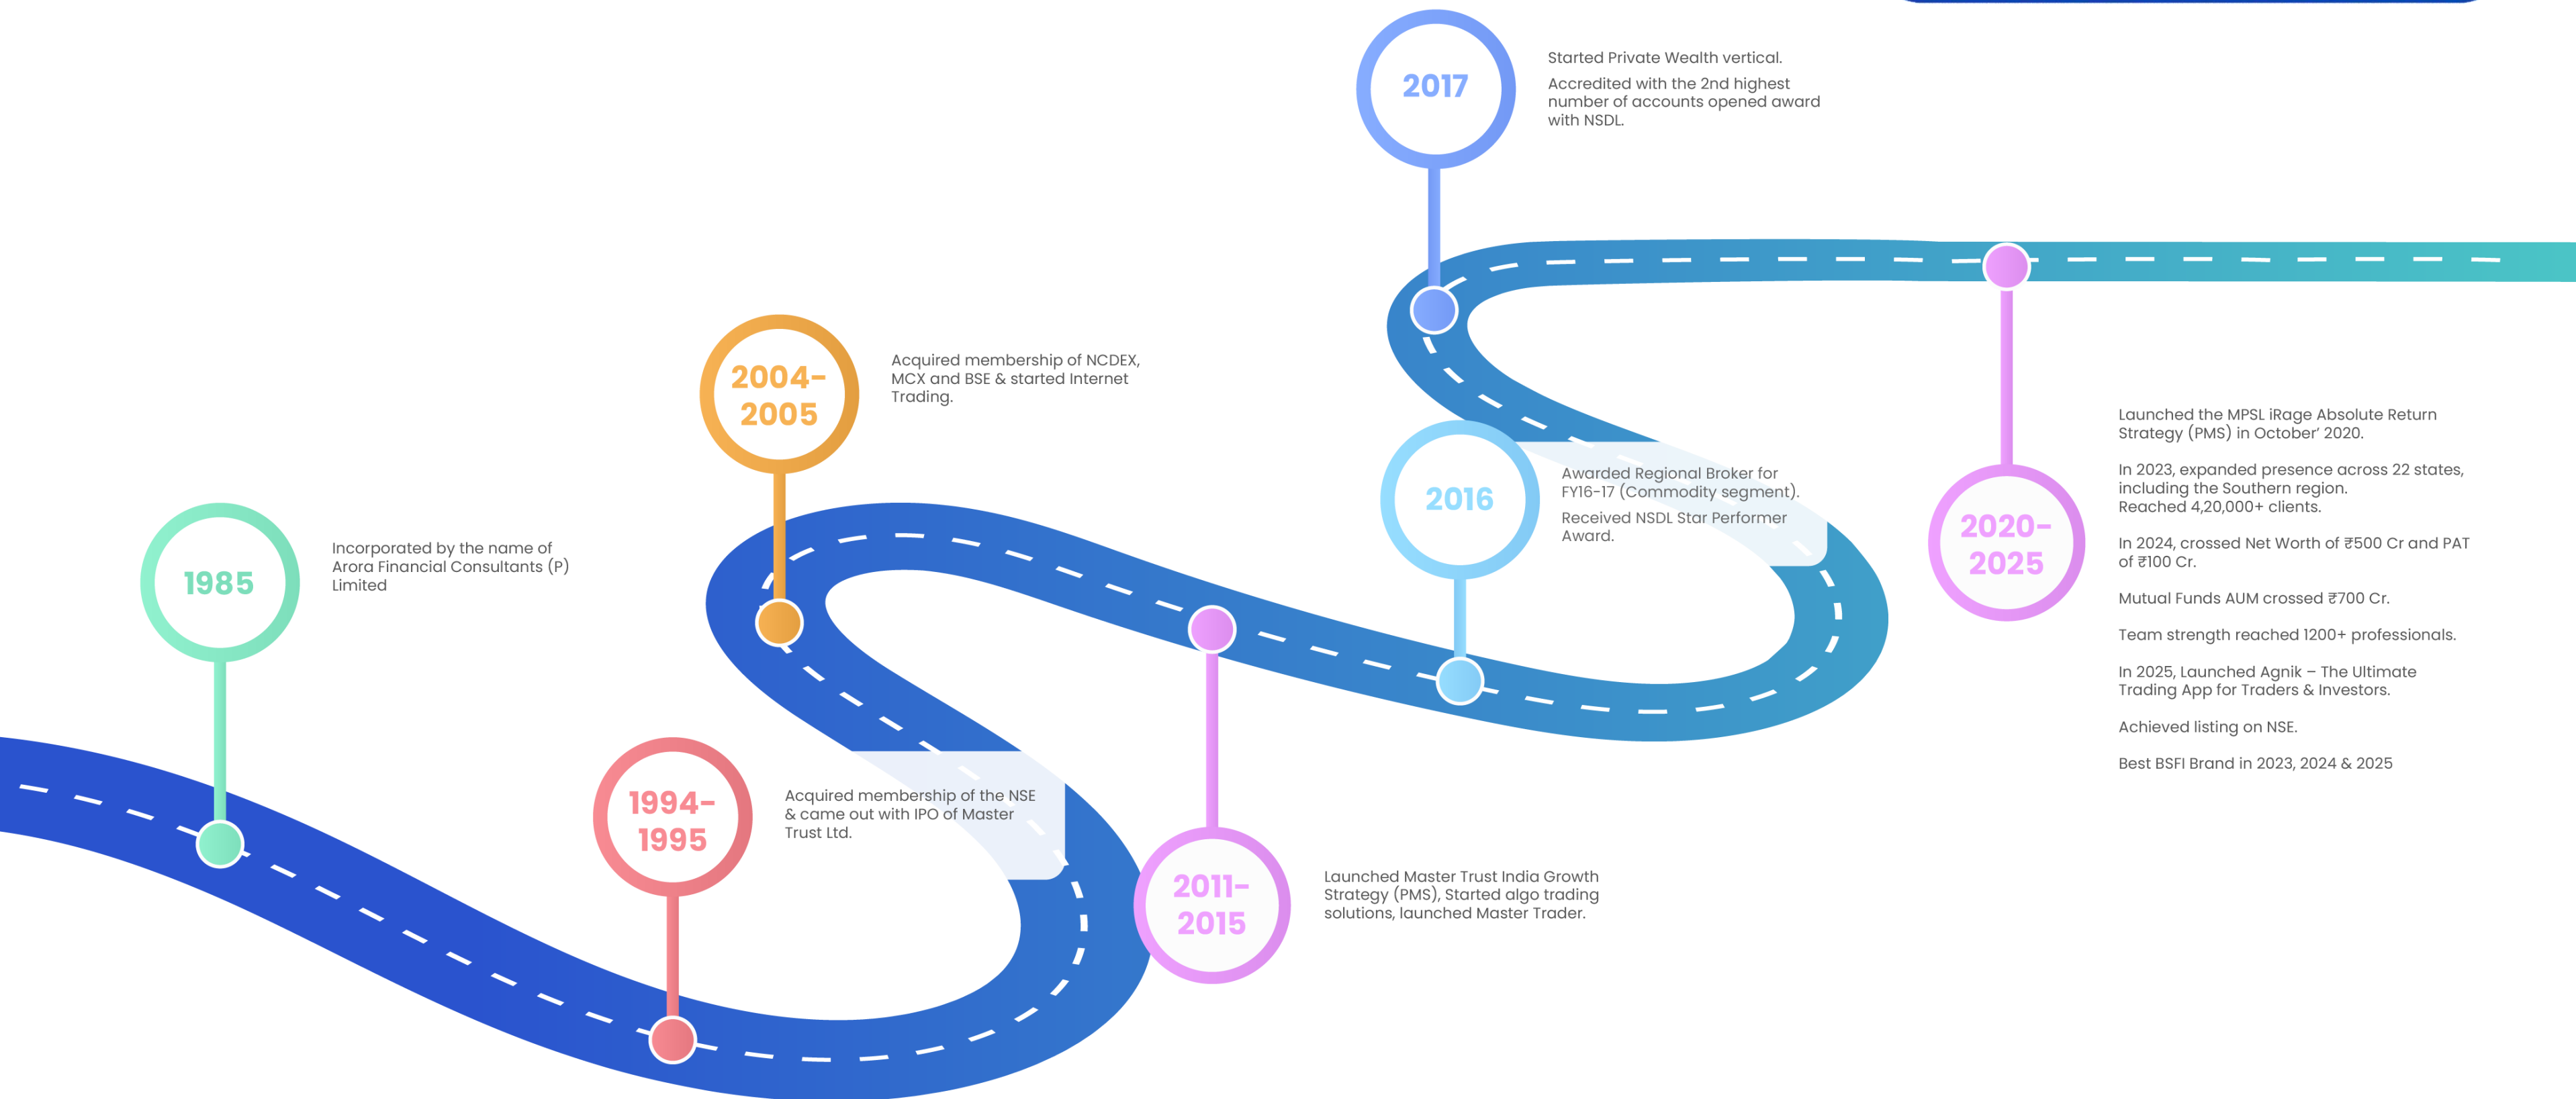 1985
Incorporated by the name of
Arora Financial Consultants (P)
Limited
1994-
1995
Acquired membership of the NSE
& came out with IPO of Master
Trust Ltd.
2004-
2005
Acquired membership of NCDEX,
MCX and BSE & started Internet
Trading.
2011-
2015
Launched Master Trust India Growth
Strategy (PMS), Started algo trading
solutions, launched Master Trader.
2016
Awarded Regional Broker for
FY16-17 (Commodity segment).
Received NSDL Star Performer
Award.
2017
Started Private Wealth vertical.
Accredited with the 2nd highest
number of accounts opened award
with NSDL.
2020-
2025
Launched the MPSL iRage Absolute Return
Strategy (PMS) in October’ 2020.
In 2023, expanded presence across 22 states,
including the Southern region.
Reached 4,20,000+ clients.
In 2024, crossed Net Worth of ₹500 Cr and PAT
of ₹100 Cr.
Mutual Funds AUM crossed ₹700 Cr.
Team strength reached 1200+ professionals.
In 2025, Launched Agnik – The Ultimate
Trading App for Traders & Investors.
Achieved listing on NSE.
Best BSFI Brand in 2023, 2024 & 2025